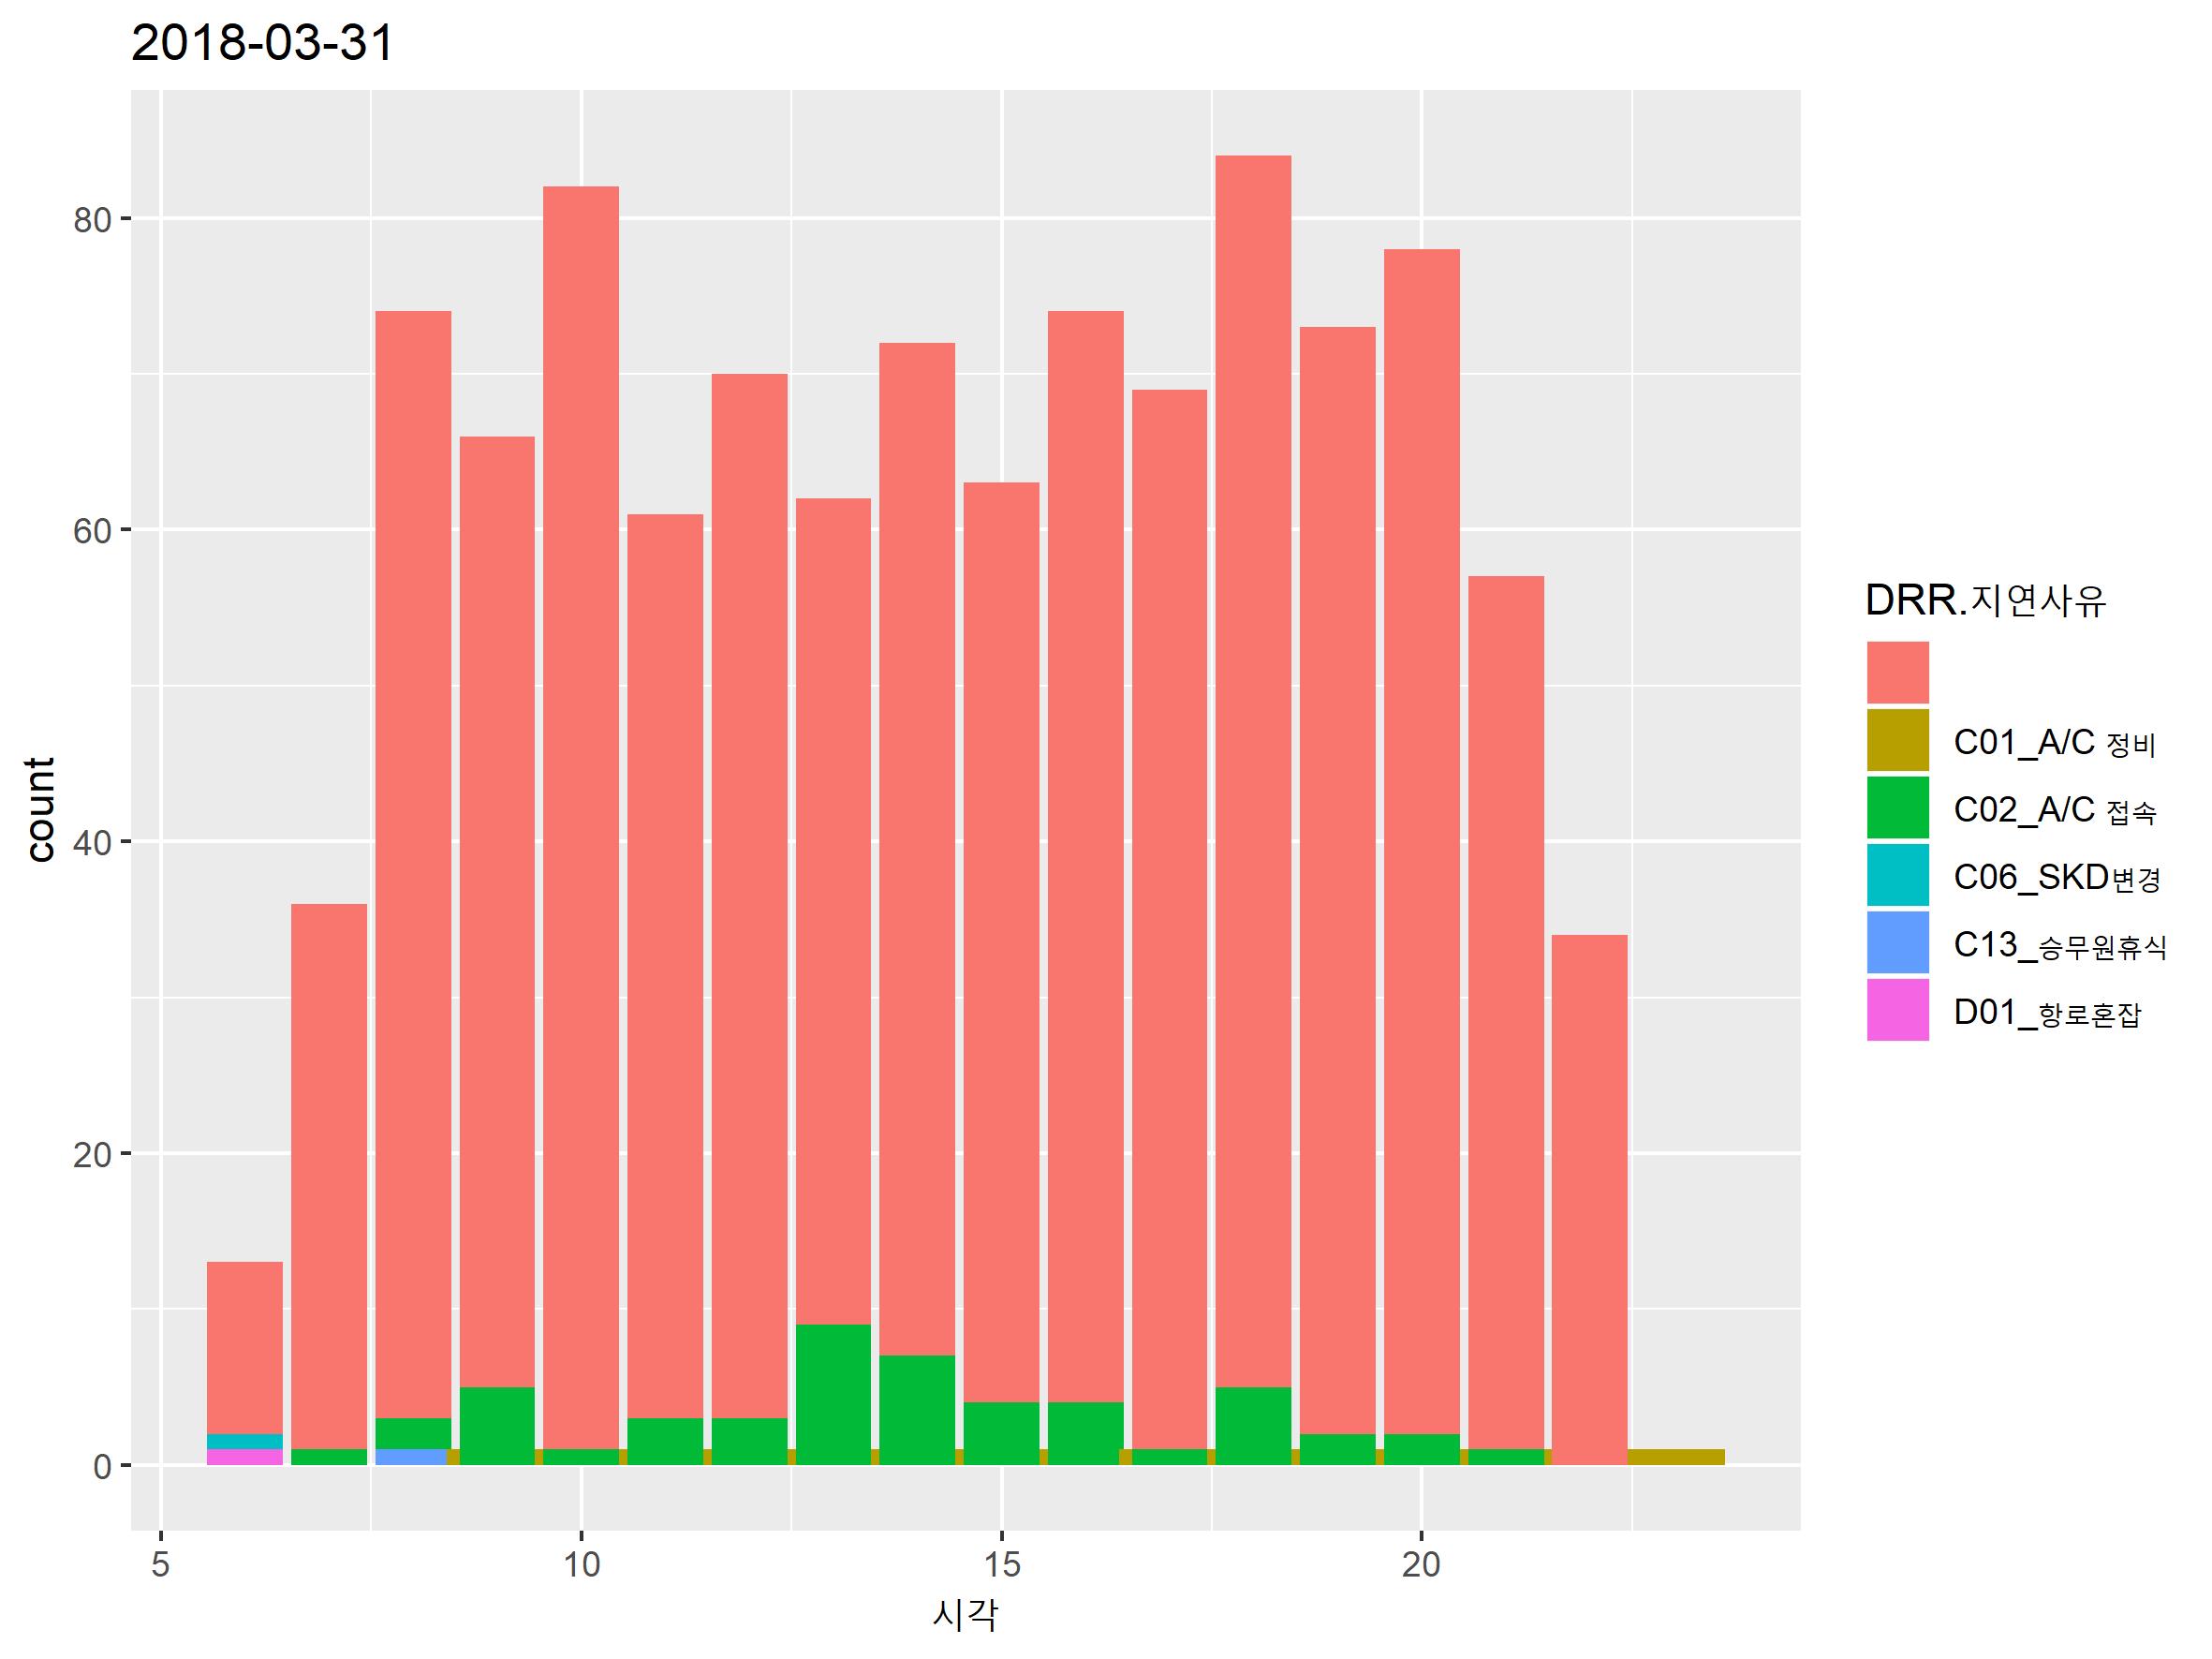 2018-03-31
count
80
60
40
20
0
5 10 15 20
시각
DRR.지연사유
C01_A/C 정비
C02_A/C 접속
C06_SKD변경
C13_승무원휴식
D01_항로혼잡